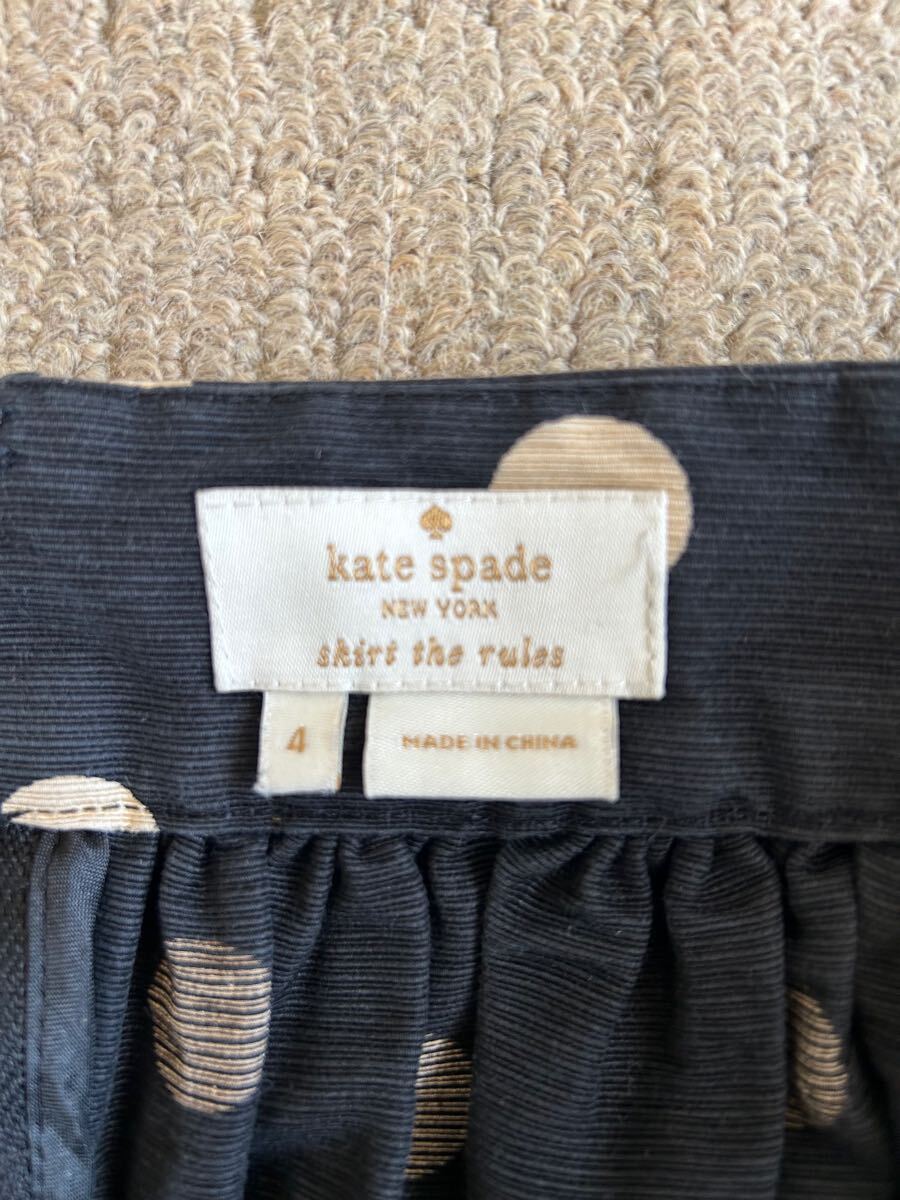 kate spade
NEW YORK
skirt the rules
4
MADE IN CHINA